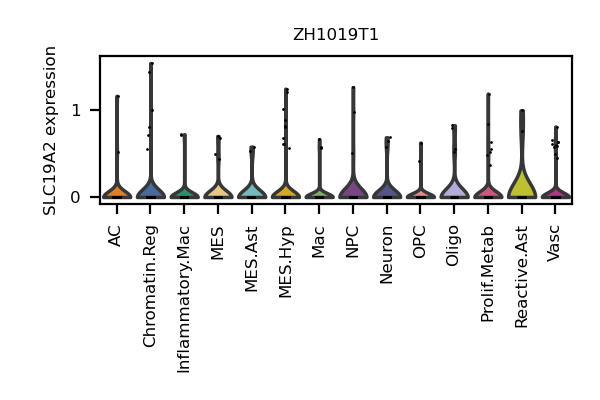 ZH1019T1
SLC19A2 expression
1
0
AC
Chromatin.Reg
Inflammatory.Mac
MES
MES.Ast
MES.Hyp
Mac
NPC
Neuron
OPC
Oligo
Prolif.Metab
Reactive.Ast
Vasc